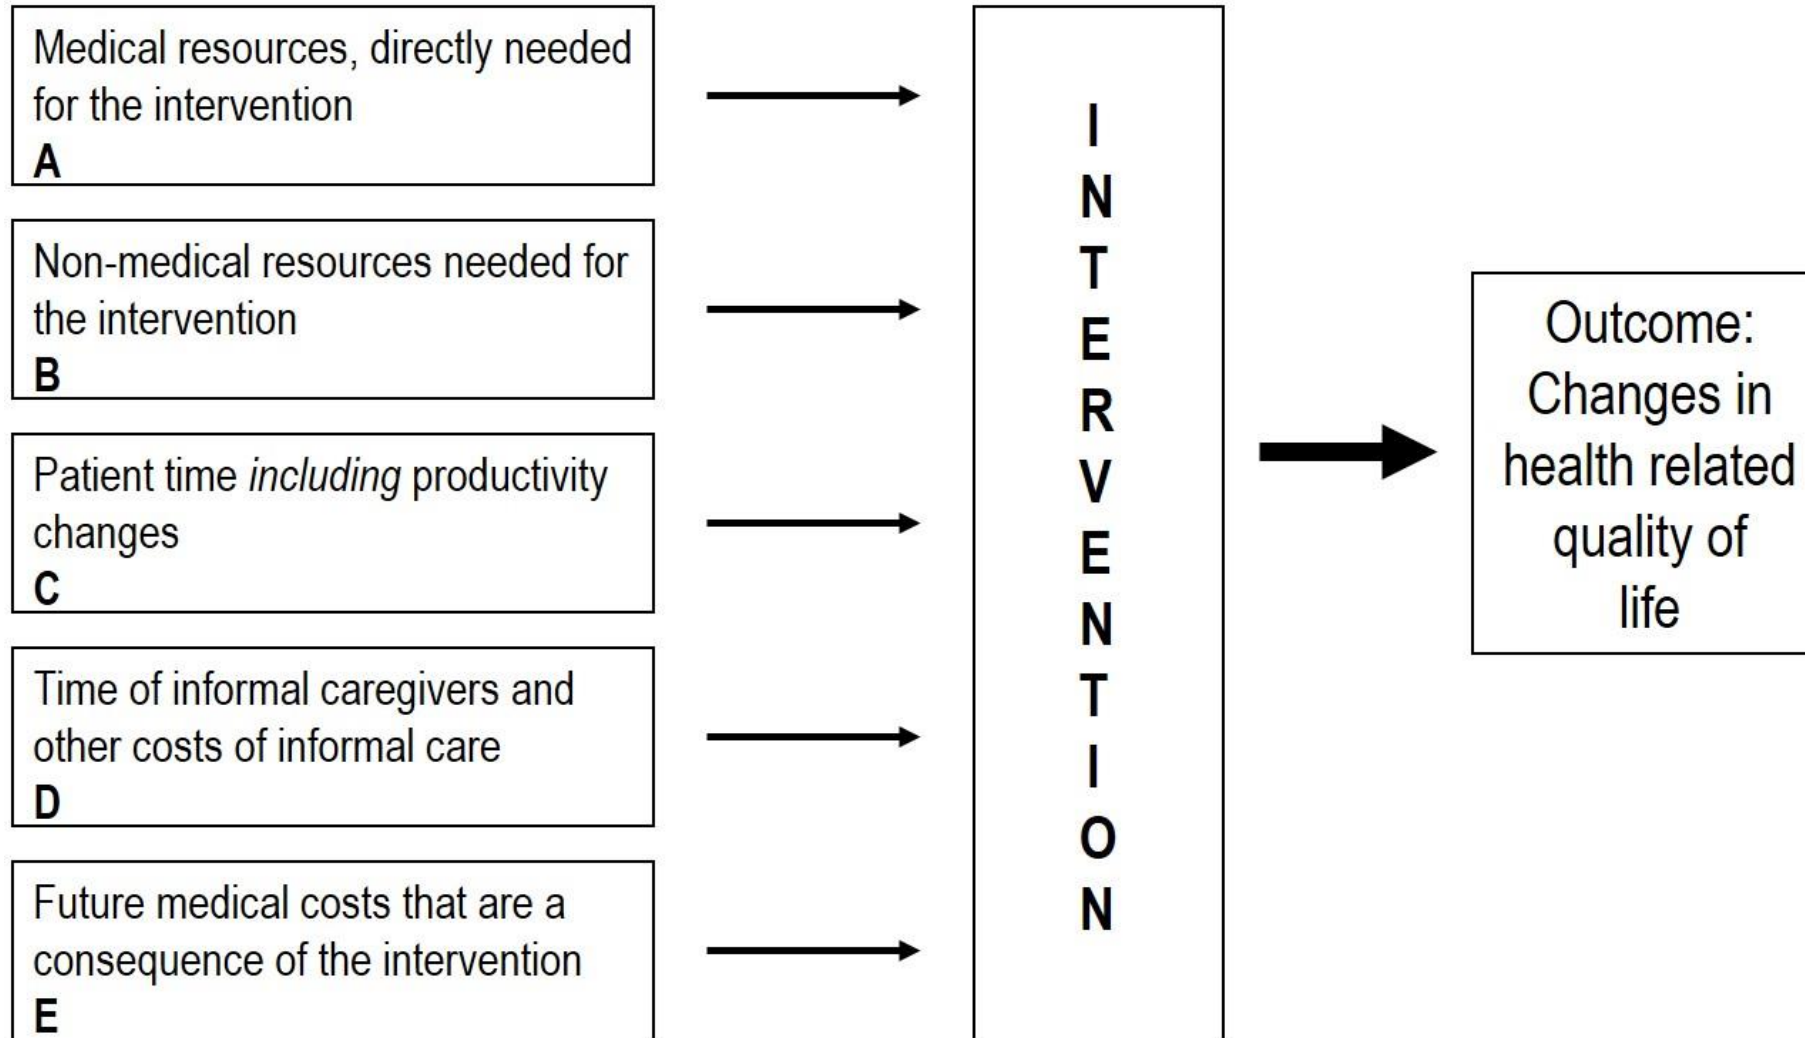 Medical resources, directly needed
for the intervention
A
Non-medical resources needed for
the intervention
B
Patient time including productivity
changes
C
Time of informal caregivers and
other costs of informal care
D
Future medical costs that are a
consequence of the intervention
E
I
N
T
E
R
V
E
N
T
I
O
N
Outcome:
Changes in
health related
quality of
life